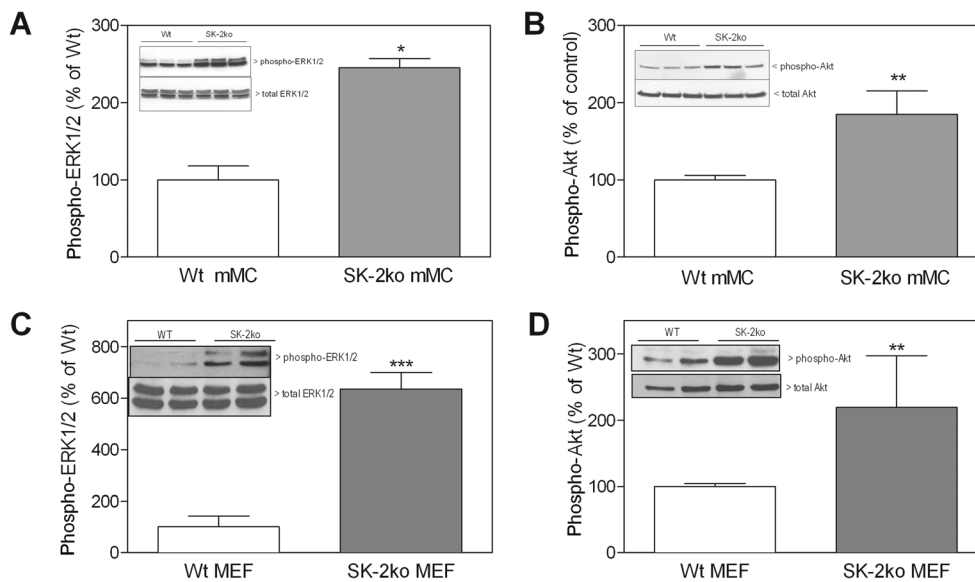 A
Phospho-ERK1/2 (% of Wt)
300
200
100
0
Wt SK-2ko
> phospho-ERK1/2
> total ERK1/2
*
Wt mMC SK-2ko mMC
B
Phospho-Akt (% of control)
300
200
100
0
Wt SK-2ko
< phospho-Akt
< total Akt
**
Wt mMC SK-2ko mMC
C
Phospho-ERK1/2 (% of Wt)
800
600
400
200
0
WT SK-2ko
> phospho-ERK1/2
> total ERK1/2
***
Wt MEF SK-2ko MEF
D
Phospho-Akt (% of Wt)
300
200
100
0
WT SK-2ko
>phospho-Akt
> total Akt
**
Wt MEF SK-2ko MEF